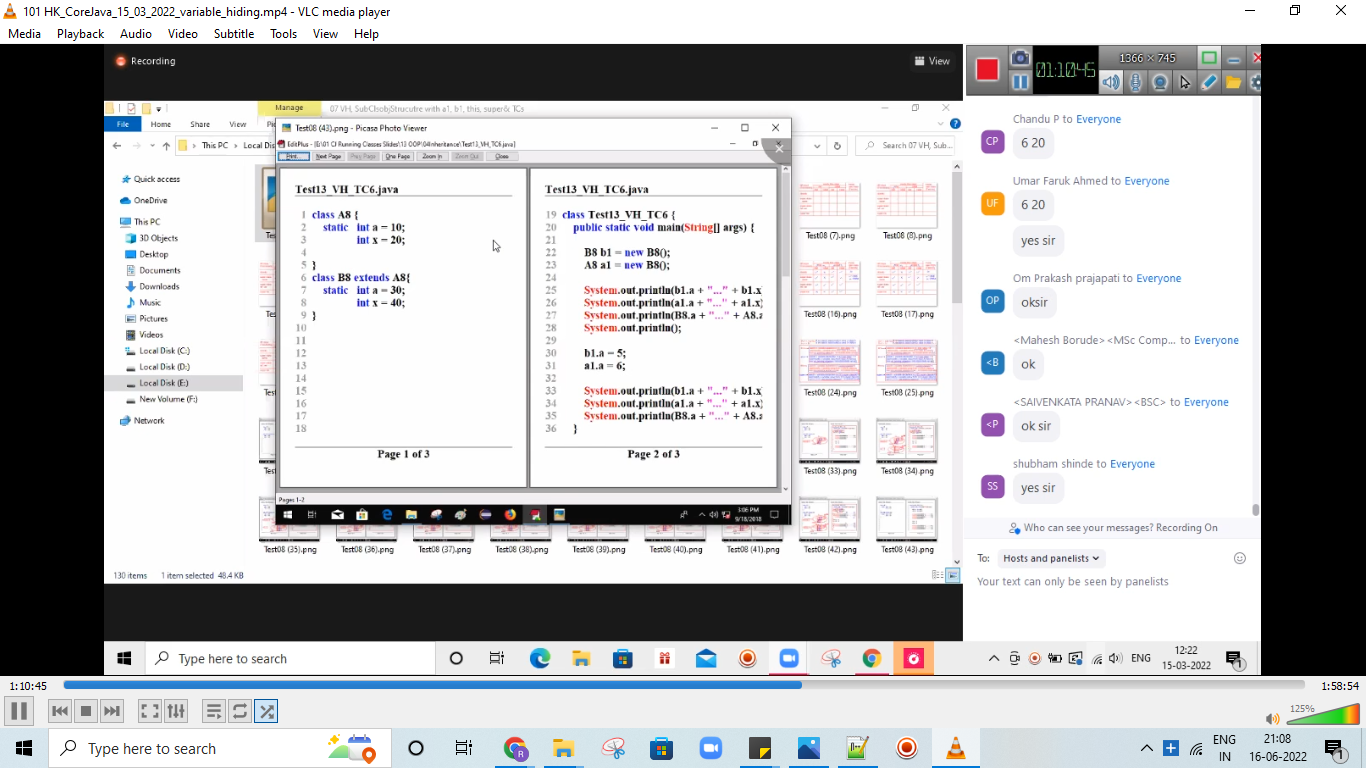 101 HK_CoreJava_15_03_2022_variable_hiding.mp4 - VLC media player
Media Playback Audio Video Subtitle Tools View Help
Recording
View
01:10:45
1366 × 745
Manage
07 VH, SubClsobjStrucutre with a1, b1, this, super& TCs
File Home Share View
This PC
Local Dis
Search 07 VH, Sub...
Quick access
OneDrive
This PC
3D Objects
Desktop
Documents
Downloads
Music
Pictures
Videos
Local Disk (C:)
Local Disk (D:)
Local Disk (E:)
New Volume (F:)
Network
Test08 (43).png - Picasa Photo Viewer
EditPlus - [E:\01 CF Running Classes Slides\13 OOP\04Inheritance\Test13_VH_TC6.java]
Print... Next Page Prev Page One Page Zoom In Zoom Out Close
Test13_VH_TC6.java
1 class A8 {
2 static int a = 10;
3 int x = 20;
4
5 }
6 class B8 extends A8{
7 static int a = 30;
8 int x = 40;
9 }
10
11
12
13
14
15
16
17
18
Page 1 of 3
Test13_VH_TC6.java
19 class Test13_VH_TC6 {
20 public static void main(String[] args) {
21
22 B8 b1 = new B8();
23 A8 a1 = new B8();
24
25 System.out.println(b1.a + "..." + b1.x
26 System.out.println(a1.a + "..." + a1.x)
27 System.out.println(B8.a + "..." + A8.a
28 System.out.println();
29
30 b1.a = 5;
31 a1.a = 6;
32
33 System.out.println(b1.a + "..." + b1.x
34 System.out.println(a1.a + "..." + a1.x)
35 System.out.println(B8.a + "..." + A8.a
36 }
Page 2 of 3
Pages 1-2
3:06 PM
9/18/2018
Test08 (7).png Test08 (8).png
Test08 (16).png Test08 (17).png
Test08 (24).png Test08 (25).png
Test08 (33).png Test08 (34).png
Test08 (35).png Test08 (36).png Test08 (37).png Test08 (38).png Test08 (39).png Test08 (40).png Test08 (41).png Test08 (42).png Test08 (43).png
130 items 1 item selected 48.4 KB
Chandu P to Everyone
CP
6 20
Umar Faruk Ahmed to Everyone
UF
6 20
yes sir
Om Prakash prajapati to Everyone
OP
oksir
<Mahesh Borude><MSc Comp... to Everyone
<B
ok
<SAIVENKATA PRANAV><BSC> to Everyone
<P
ok sir
shubham shinde to Everyone
SS
yes sir
Who can see your messages? Recording On
To: Hosts and panelists
Your text can only be seen by panelists
Type here to search
ENG
12:22
15-03-2022
1
1:10:45
1:58:54
125%
Type here to search
R
ENG
IN
21:08
16-06-2022
1